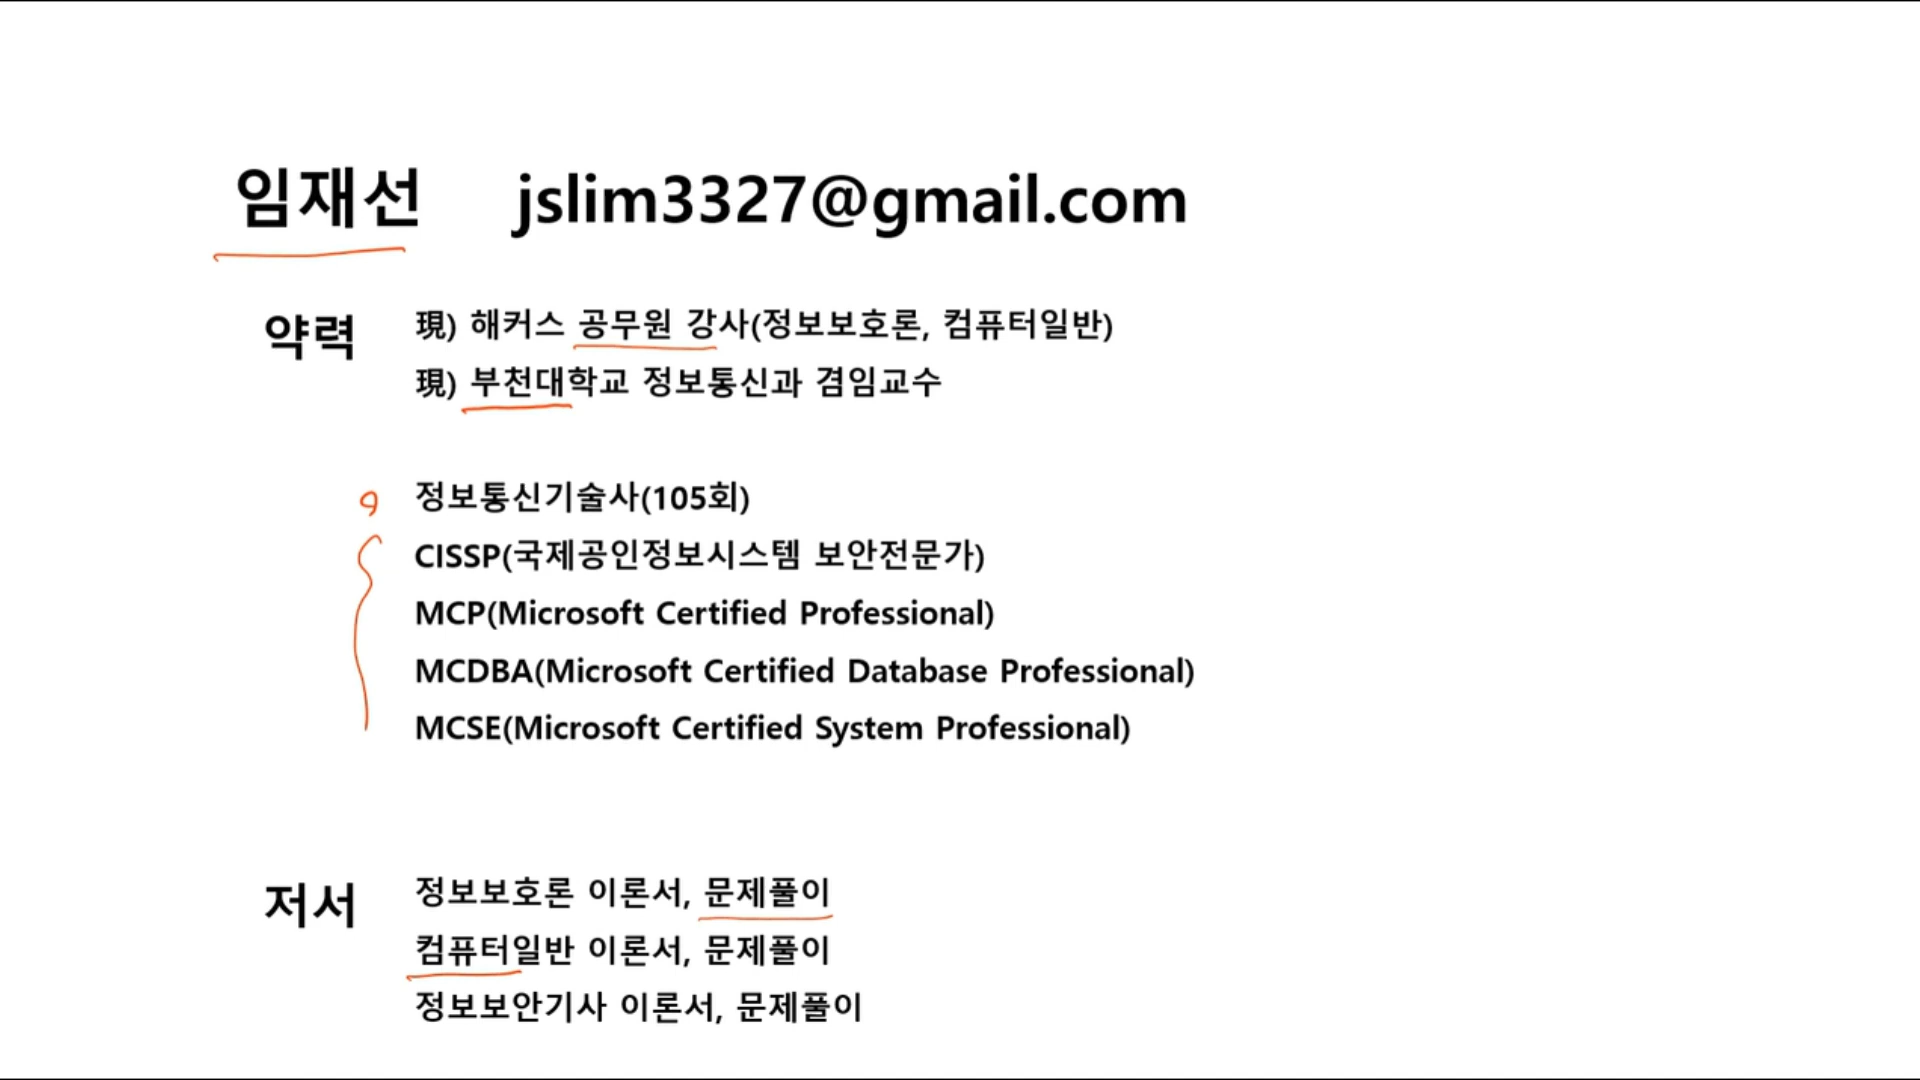 임재선 jslim3327@gmail.com
약력 現) 해커스 공무원 강사(정보보호론, 컴퓨터일반)
現) 부천대학교 정보통신과 겸임교수
정보통신기술사(105회)
CISSP(국제공인정보시스템 보안전문가)
MCP(Microsoft Certified Professional)
MCDBA(Microsoft Certified Database Professional)
MCSE(Microsoft Certified System Professional)
저서 정보보호론 이론서, 문제풀이
컴퓨터일반 이론서, 문제풀이
정보보안기사 이론서, 문제풀이